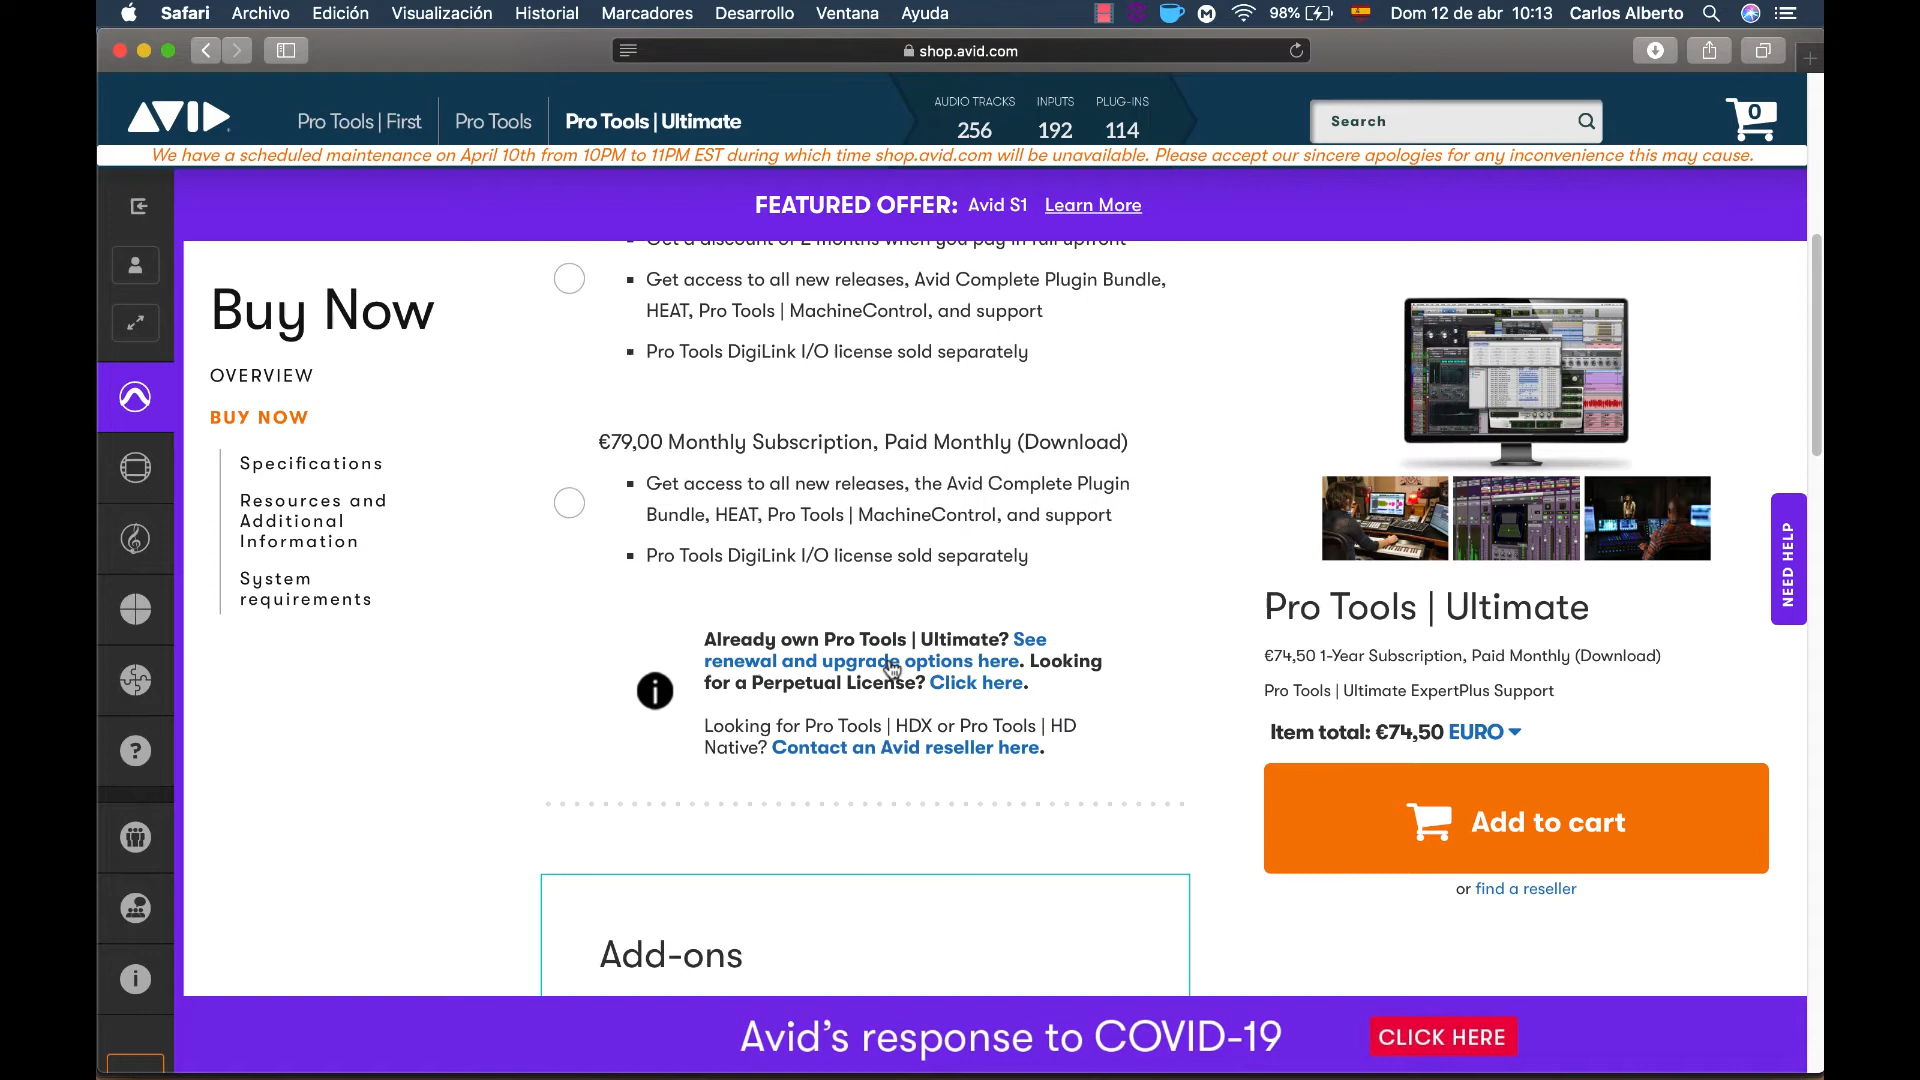 Safari Archivo Edición Visualización Historial Marcadores Desarrollo Ventana Ayuda 98% Dom 12 de abr 10:13 Carlos Alberto
shop.avid.com
AVID
Pro Tools | First
Pro Tools
Pro Tools | Ultimate
AUDIO TRACKS INPUTS PLUG-INS
256 192 114
Search
0
We have a scheduled maintenance on April 10th from 10PM to 11PM EST during which time shop.avid.com will be unavailable. Please accept our sincere apologies for any inconvenience this may cause.
FEATURED OFFER: Avid S1 Learn More
Buy Now
OVERVIEW
BUY NOW
Specifications
Resources and
Additional
Information
System
requirements
Get a discount of 2 months when you pay in full upfront
Get access to all new releases, Avid Complete Plugin Bundle,
HEAT, Pro Tools | MachineControl, and support
Pro Tools DigiLink I/O license sold separately
€79,00 Monthly Subscription, Paid Monthly (Download)
Get access to all new releases, the Avid Complete Plugin
Bundle, HEAT, Pro Tools | MachineControl, and support
Pro Tools DigiLink I/O license sold separately
Already own Pro Tools | Ultimate? See
renewal and upgrade options here. Looking
for a Perpetual License? Click here.
Looking for Pro Tools | HDX or Pro Tools | HD
Native? Contact an Avid reseller here.
Add-ons
Pro Tools | Ultimate
€74,50 1-Year Subscription, Paid Monthly (Download)
Pro Tools | Ultimate ExpertPlus Support
Item total: €74,50 EURO
Add to cart
or find a reseller
NEED HELP
Avid's response to COVID-19 CLICK HERE